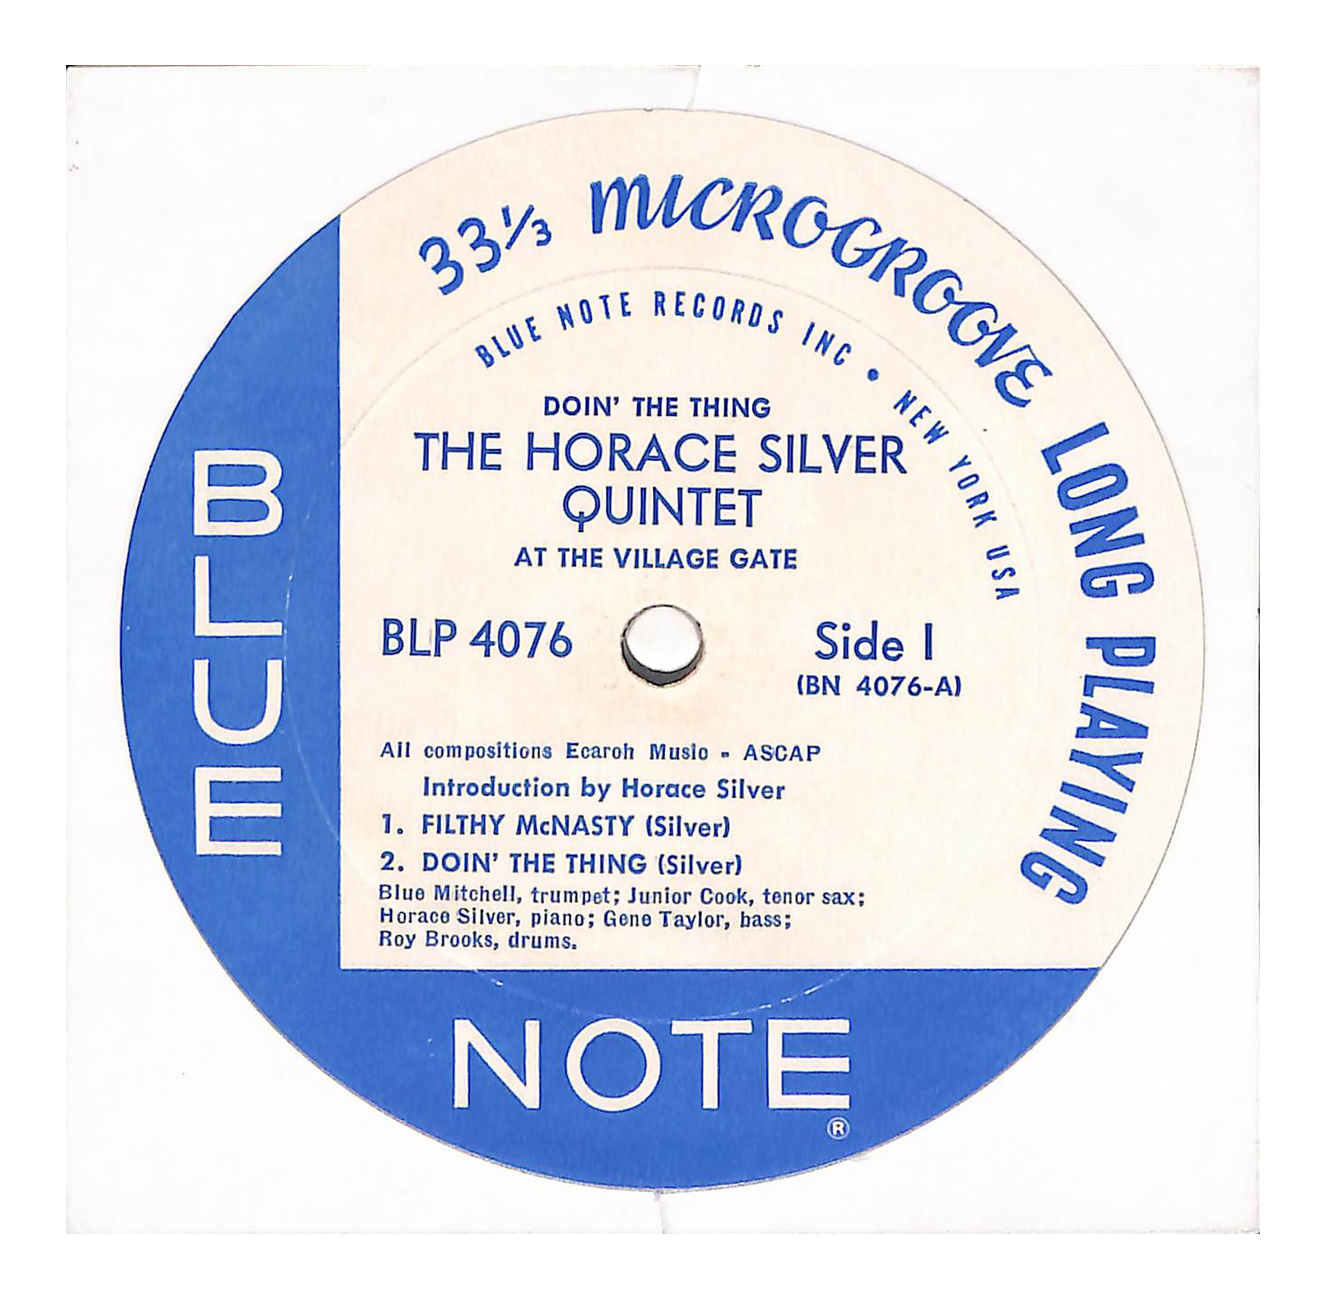 33⅓ MICROGROOVE LONG PLAYING
BLUE NOTE RECORDS INC • NEW YORK USA
DOIN' THE THING
THE HORACE SILVER
QUINTET
AT THE VILLAGE GATE
BLP 4076
Side 1
(BN 4076-A)
All compositions Ecaroh Music - ASCAP
Introduction by Horace Silver
1. FILTHY McNASTY (Silver)
2. DOIN' THE THING (Silver)
Blue Mitchell, trumpet; Junior Cook, tenor sax;
Horace Silver, piano; Gene Taylor, bass;
Roy Brooks, drums.
BLUE
NOTE
®